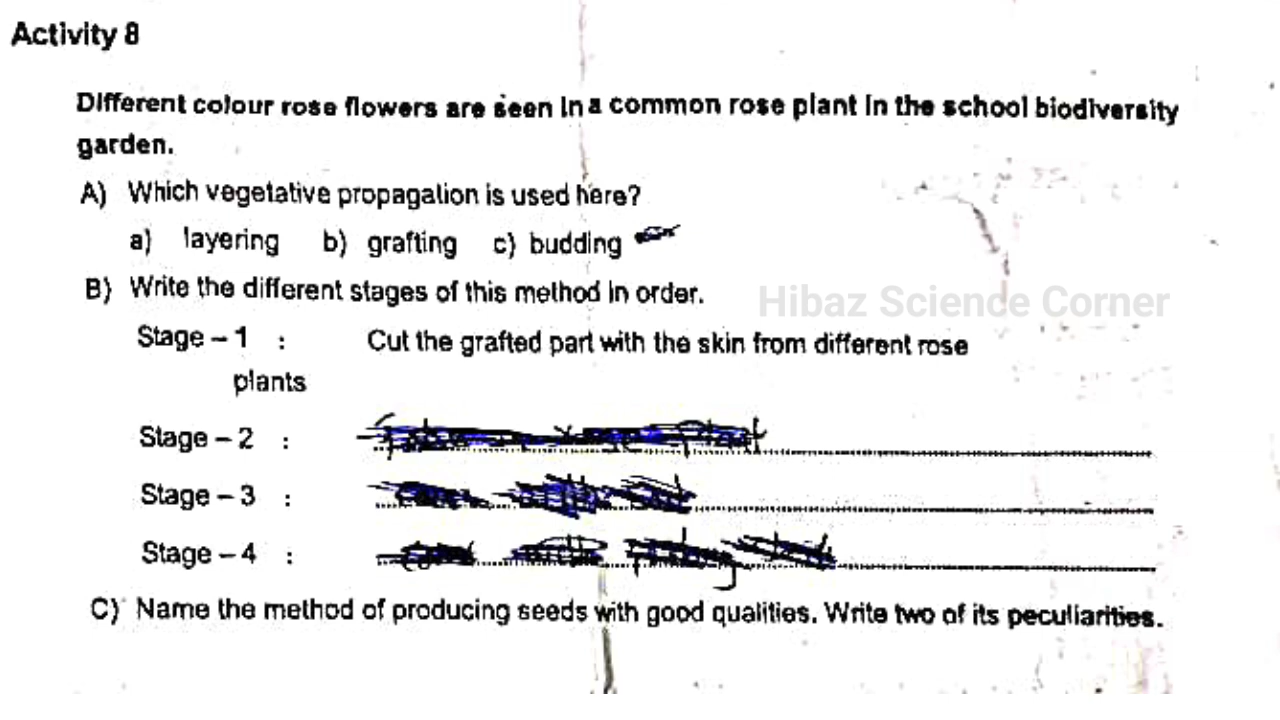 Activity 8
Different colour rose flowers are seen in a common rose plant in the school biodiversity
garden.
A) Which vegetative propagation is used here?
a) layering b) grafting c) budding
B) Write the different stages of this method in order.
Hibaz Science Corner
Stage – 1 : Cut the grafted part with the skin from different rose
plants
Stage – 2 :
Stage – 3 :
Stage – 4 :
C) Name the method of producing seeds with good qualities. Write two of its peculiarities.